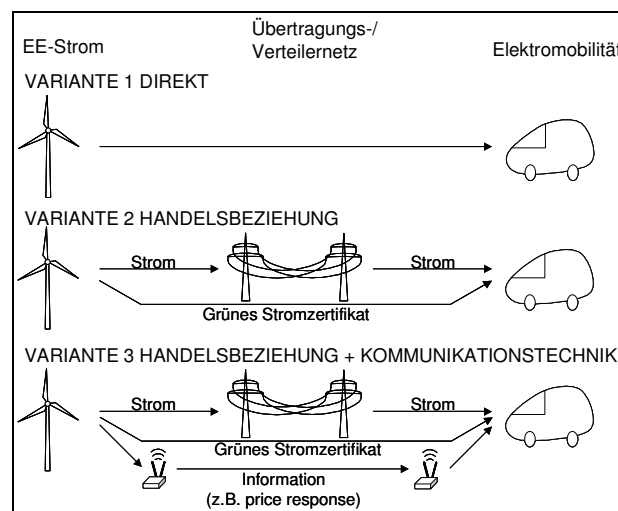 EE-Strom
Übertragungs-/
Verteilernetz
Elektromobilität
VARIANTE 1 DIREKT
VARIANTE 2 HANDELSBEZIEHUNG
Strom
Strom
Grünes Stromzertifikat
VARIANTE 3 HANDELSBEZIEHUNG + KOMMUNIKATIONSTECHNIK
Strom
Strom
Grünes Stromzertifikat
Information
(z.B. price response)